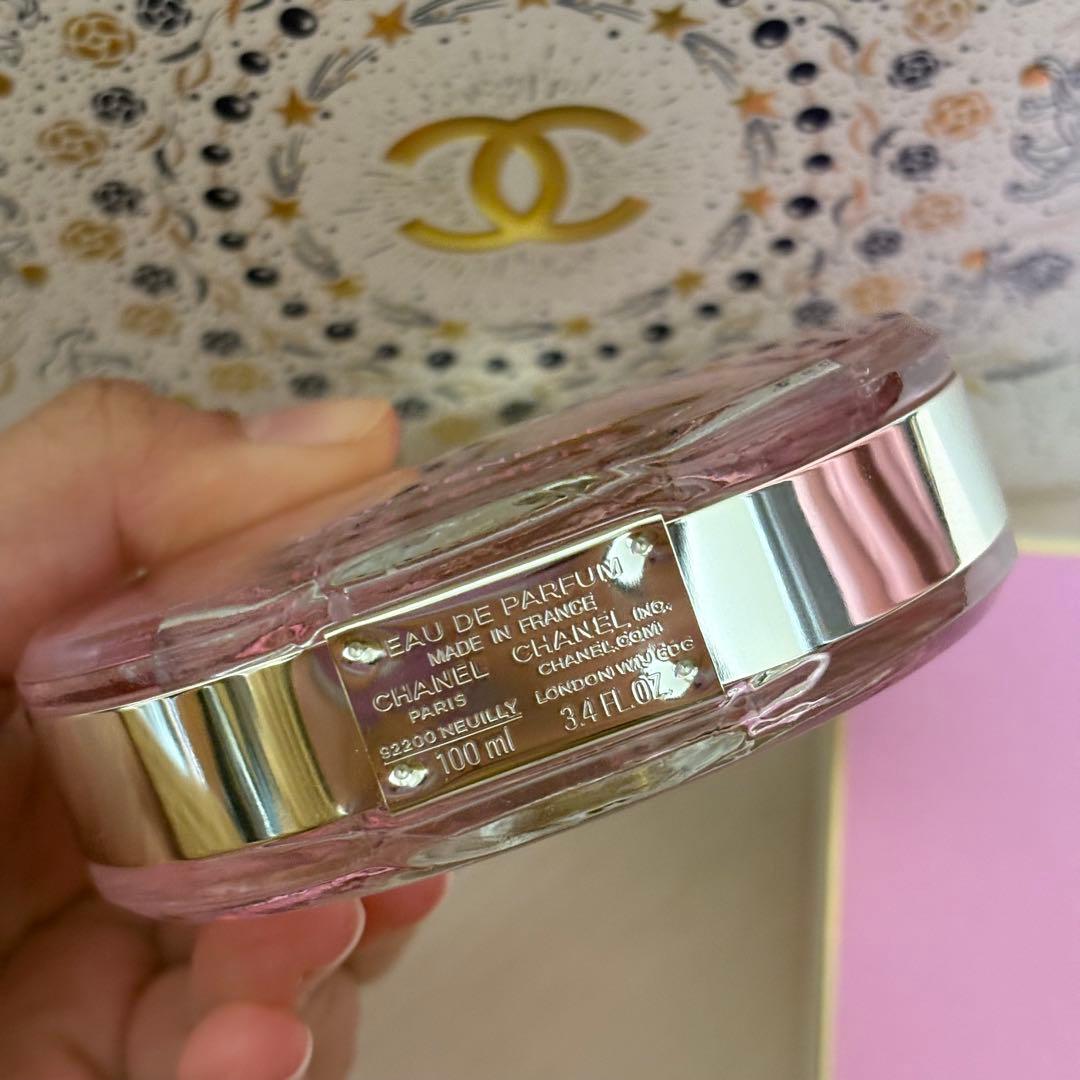 EAU DE PARFUM
MADE IN FRANCE
CHANEL CHANEL INC.
PARIS CHANEL.COM
92200 NEUILLY LONDON W1J 6DG
100 ml 3.4 FL.OZ.